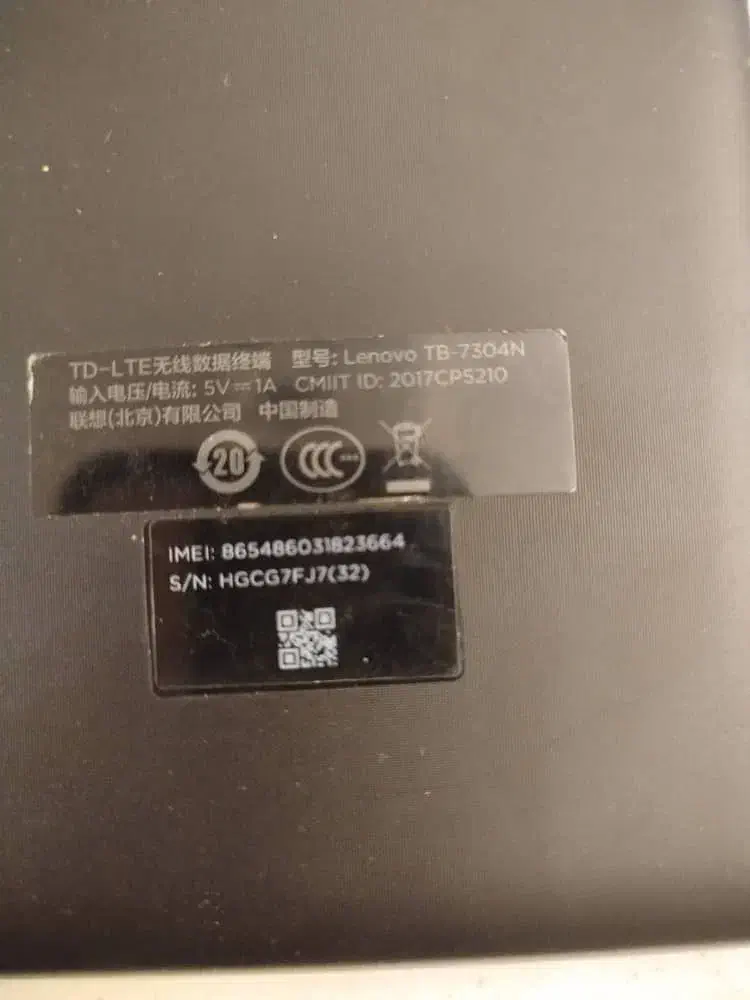 TD-LTE无线数据终端 型号: Lenovo TB-7304N
输入电压/电流: 5V⎓1A CMIIT ID: 2017CP5210
联想(北京)有限公司 中国制造
20
CCC
IMEI: 865486031823664
S/N: HGCG7FJ7(32)